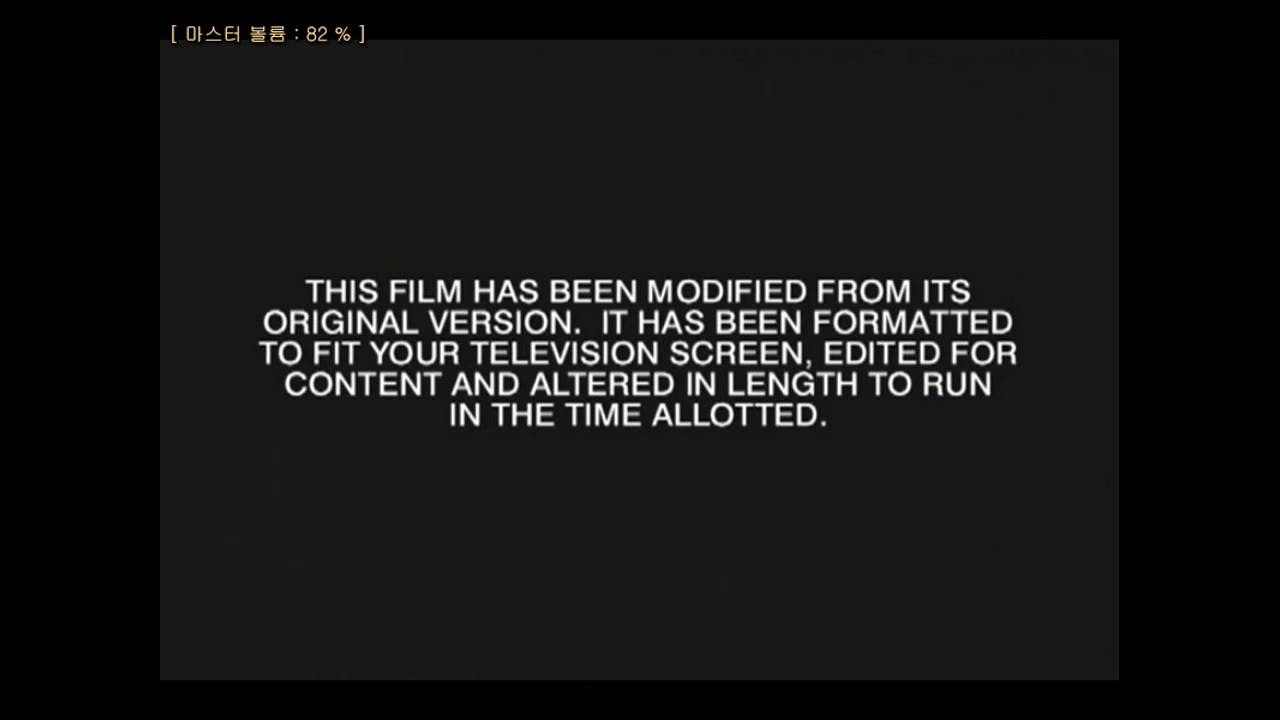 [ 마스터 볼륨 : 82 % ]
THIS FILM HAS BEEN MODIFIED FROM ITS
ORIGINAL VERSION.  IT HAS BEEN FORMATTED
TO FIT YOUR TELEVISION SCREEN, EDITED FOR
CONTENT AND ALTERED IN LENGTH TO RUN
IN THE TIME ALLOTTED.